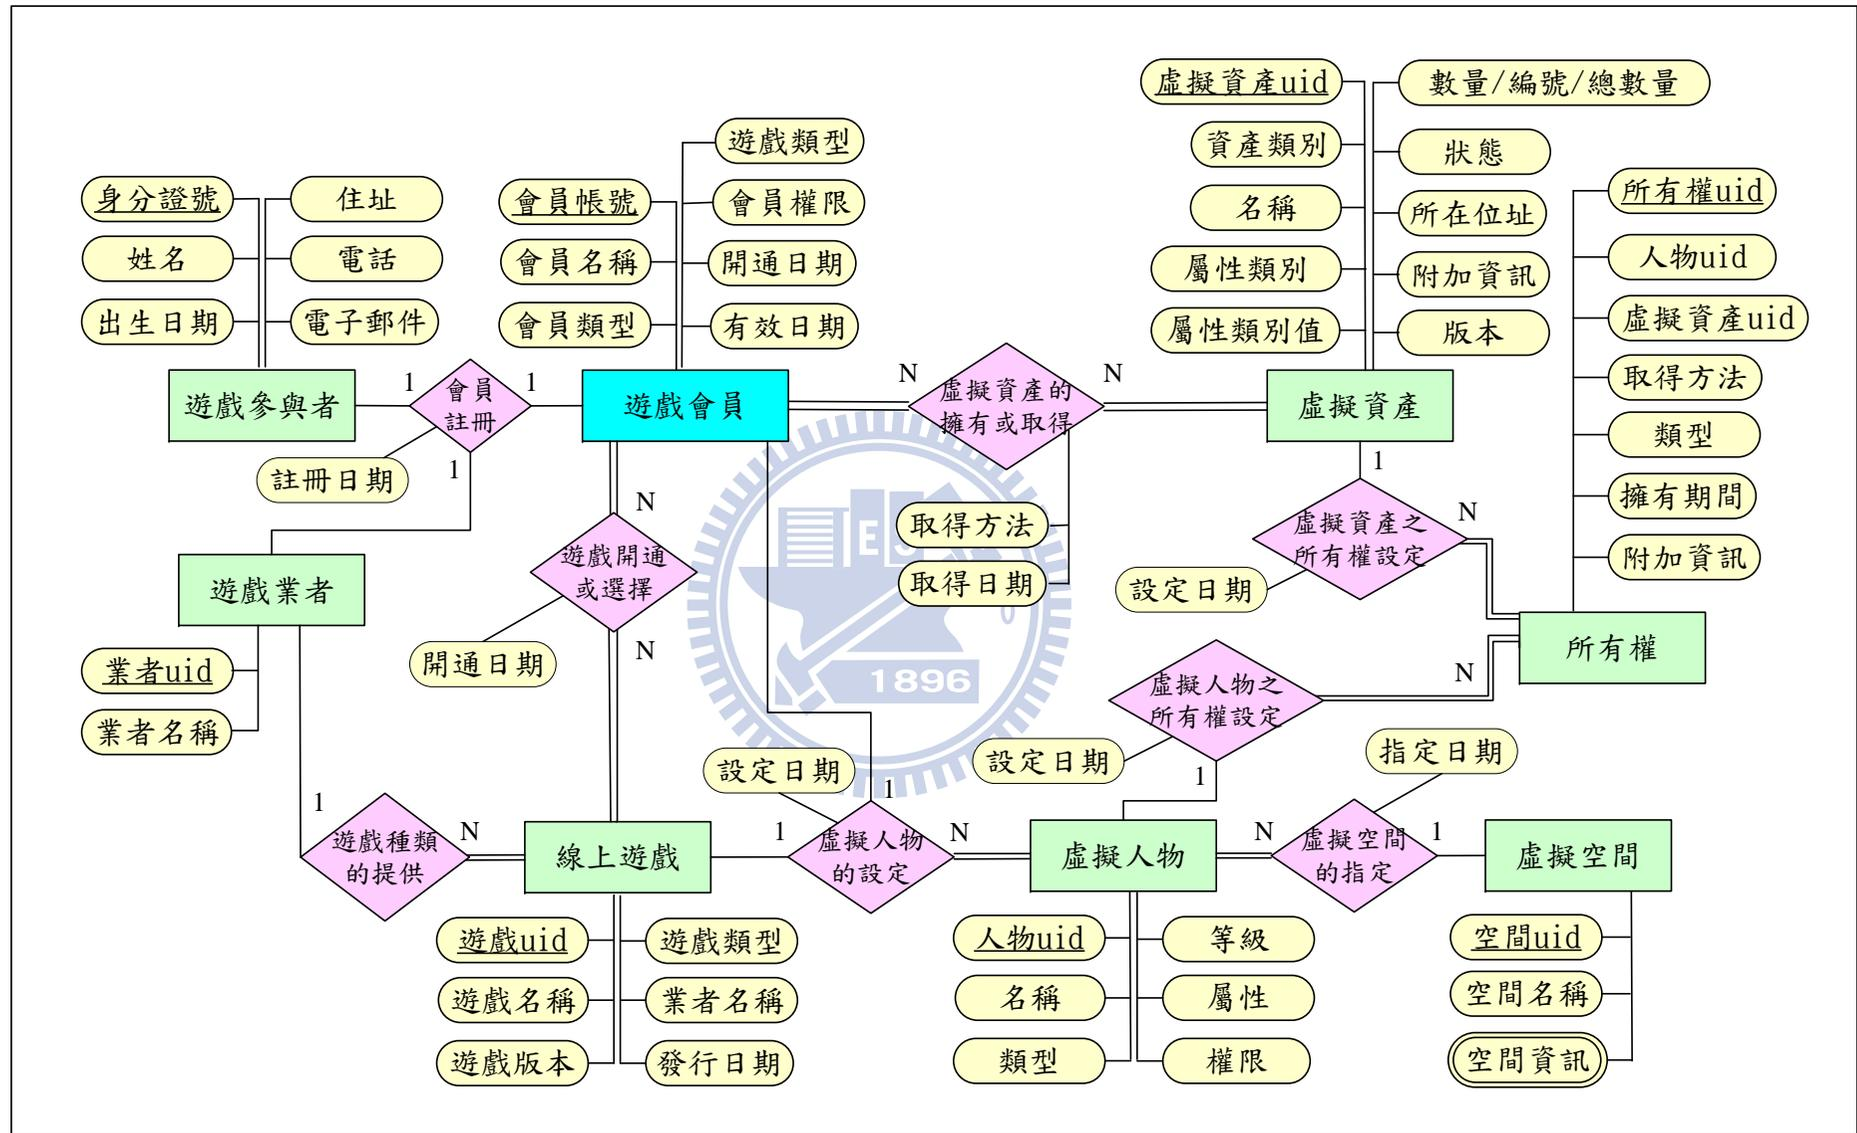 虛擬資產uid
數量/編號/總數量
遊戲類型
資產類別
狀態
身分證號
住址
會員帳號
會員權限
名稱
所在位址
所有權uid
姓名
電話
會員名稱
開通日期
屬性類別
附加資訊
人物uid
出生日期
電子郵件
會員類型
有效日期
屬性類別值
版本
虛擬資產uid
取得方法
遊戲參與者
1
會員
註冊
1
遊戲會員
N
虛擬資產的
擁有或取得
N
虛擬資產
類型
註冊日期
1
1
擁有期間
N
取得方法
虛擬資產之
所有權設定
N
附加資訊
遊戲業者
遊戲開通
或選擇
取得日期
設定日期
ES
1896
業者uid
開通日期
N
所有權
業者名稱
虛擬人物之
所有權設定
N
設定日期
設定日期
1
指定日期
1
遊戲種類
的提供
N
線上遊戲
1
1
虛擬人物
的設定
N
虛擬人物
N
虛擬空間
的指定
1
虛擬空間
遊戲uid
遊戲類型
人物uid
等級
空間uid
遊戲名稱
業者名稱
名稱
屬性
空間名稱
遊戲版本
發行日期
類型
權限
空間資訊